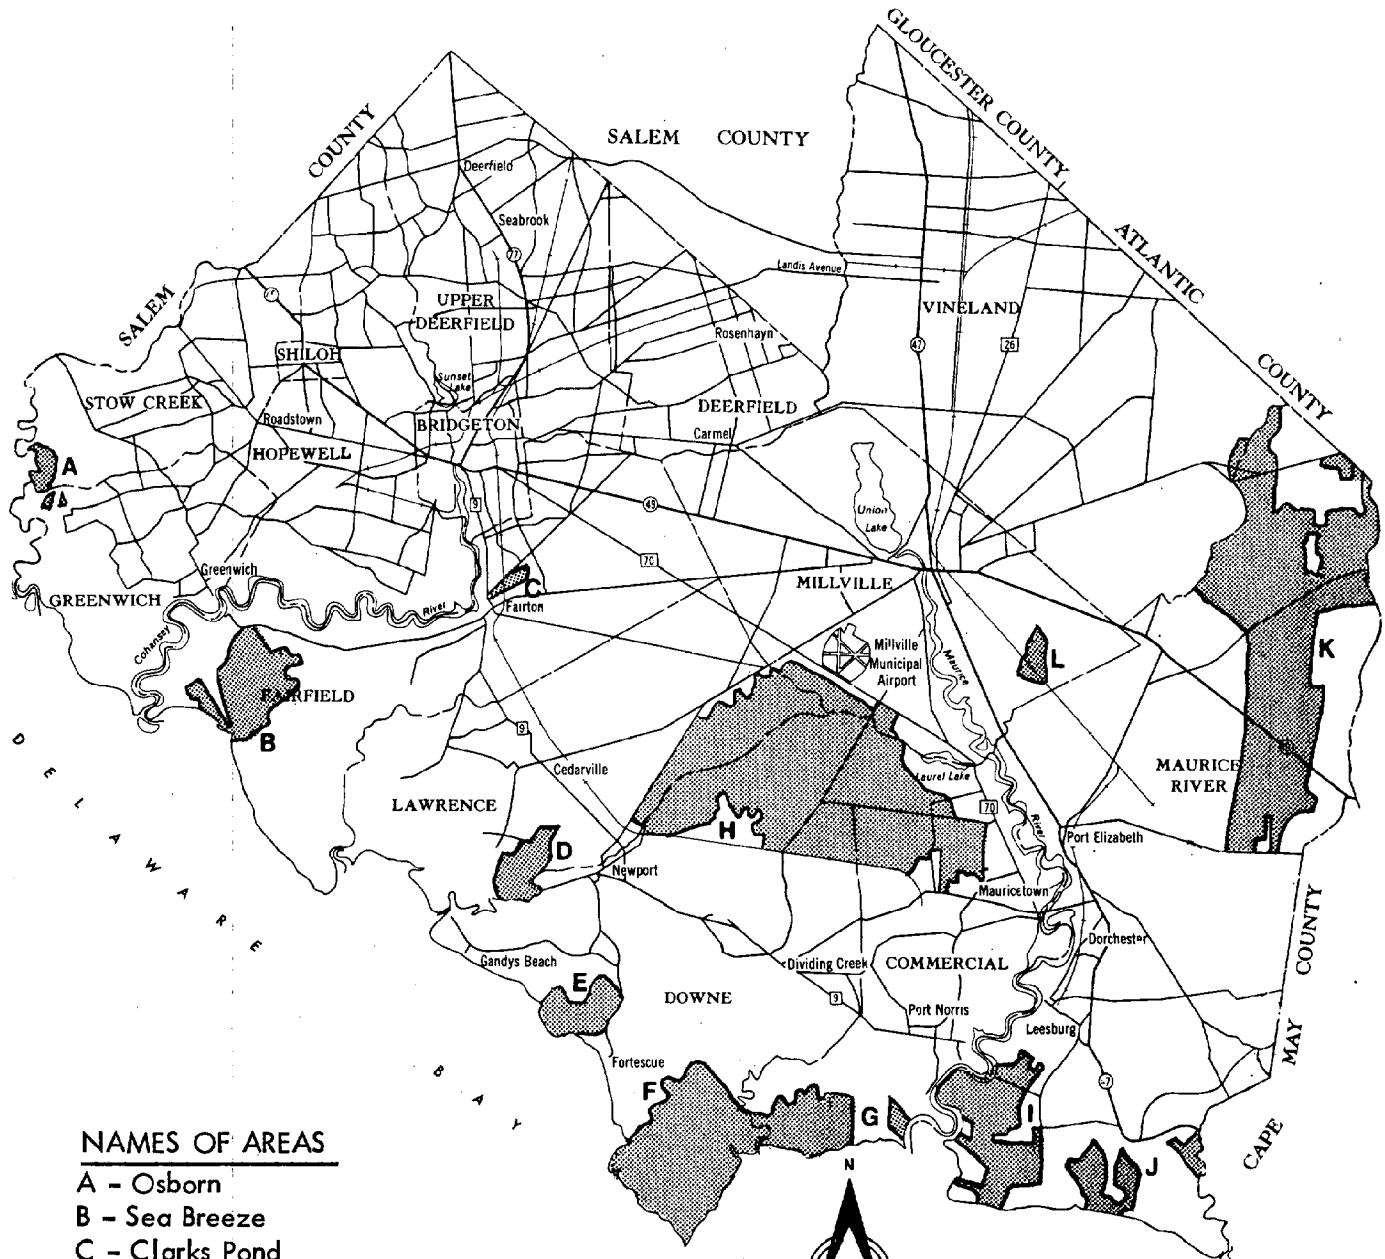 GLOUCESTER COUNTY,
SALEM COUNTY
COUNTY
Deerfield
Seabrook
77
ATLANTIC
Landis Avenue
SALEM
UPPER
DEERFIELD
VINELAND
SHILOH
Rosenhayn
47
26
COUNTY
Sunset
Lake
STOW CREEK
DEERFIELD
Roadstown
BRIDGETON
Carmel
HOPEWELL
A
9
49
Union
Lake
70
Greenwich
C
MILLVILLE
GREENWICH
River
Fairton
Cohansey
Millville
Municipal
Airport
Maurice
L
K
FAIRFIELD
B
9
DELAWARE
Cedarville
Laurel Lake
MAURICE
RIVER
LAWRENCE
70
H
River
Port Elizabeth
D
Newport
Mauricetown
COUNTY
Dorchester
Gandys Beach
Dividing Creek
COMMERCIAL
E
DOWNE
9
Port Norris
Leesburg
MAY
Fortescue
BAY
F
G
I
J
CAPE
N
NAMES OF AREAS
A - Osborn
B - Sea Breeze
C - Clarks Pond